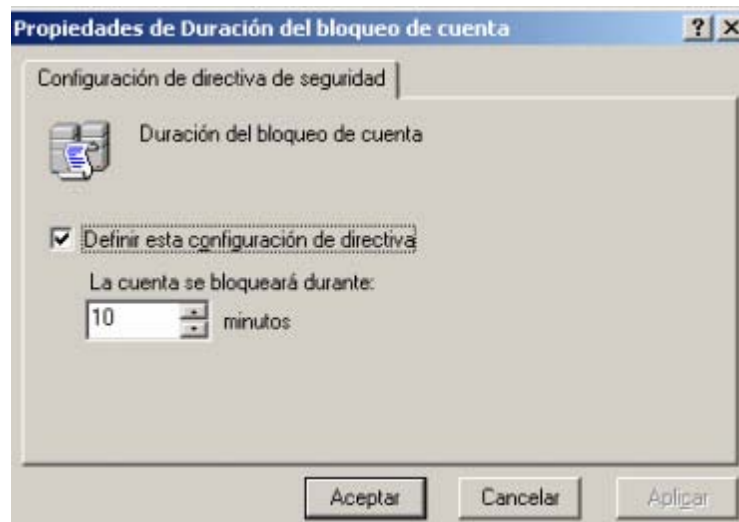 Propiedades de Duración del bloqueo de cuenta
Configuración de directiva de seguridad
Duración del bloqueo de cuenta
Definir esta configuración de directiva
La cuenta se bloqueará durante:
10 minutos
Aceptar Cancelar Aplicar